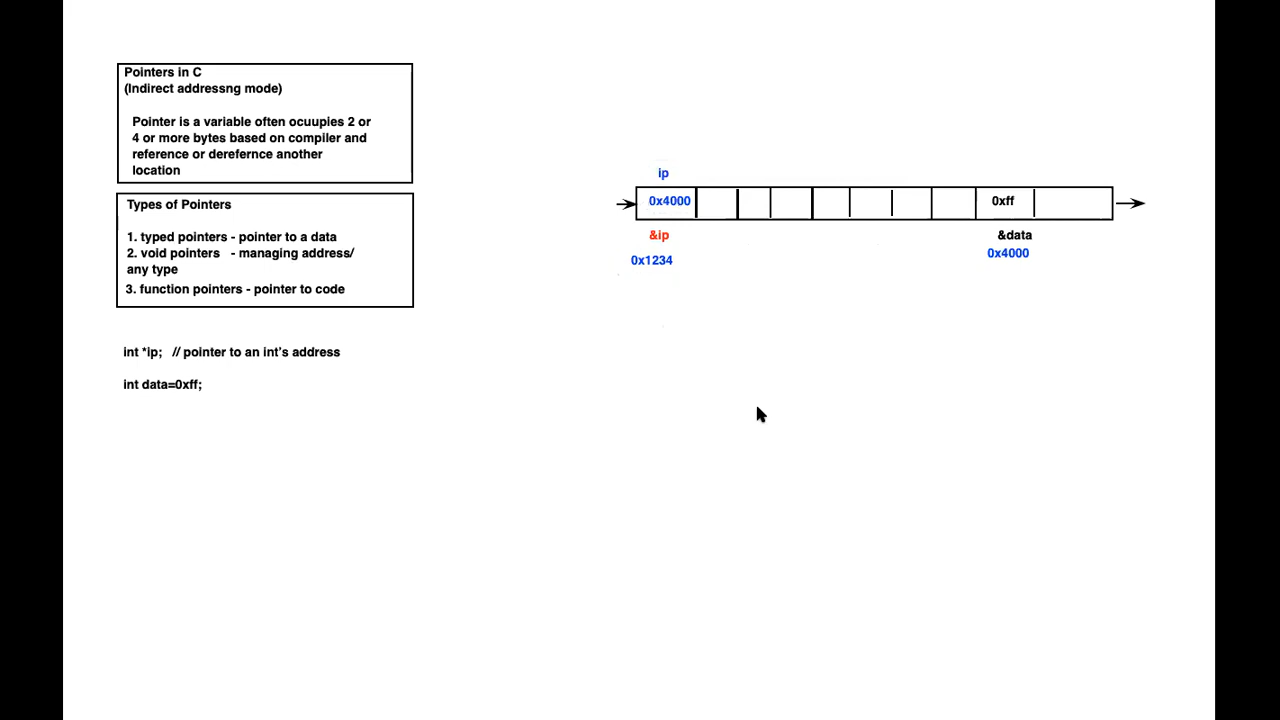 Pointers in C
(Indirect addressng mode)
Pointer is a variable often ocuupies 2 or
4 or more bytes based on compiler and
reference or derefernce another
location
Types of Pointers
1. typed pointers - pointer to a data
2. void pointers - managing address/
any type
3. function pointers - pointer to code
int *ip; // pointer to an int's address
int data=0xff;
ip
0x4000
0xff
&ip
&data
0x1234
0x4000